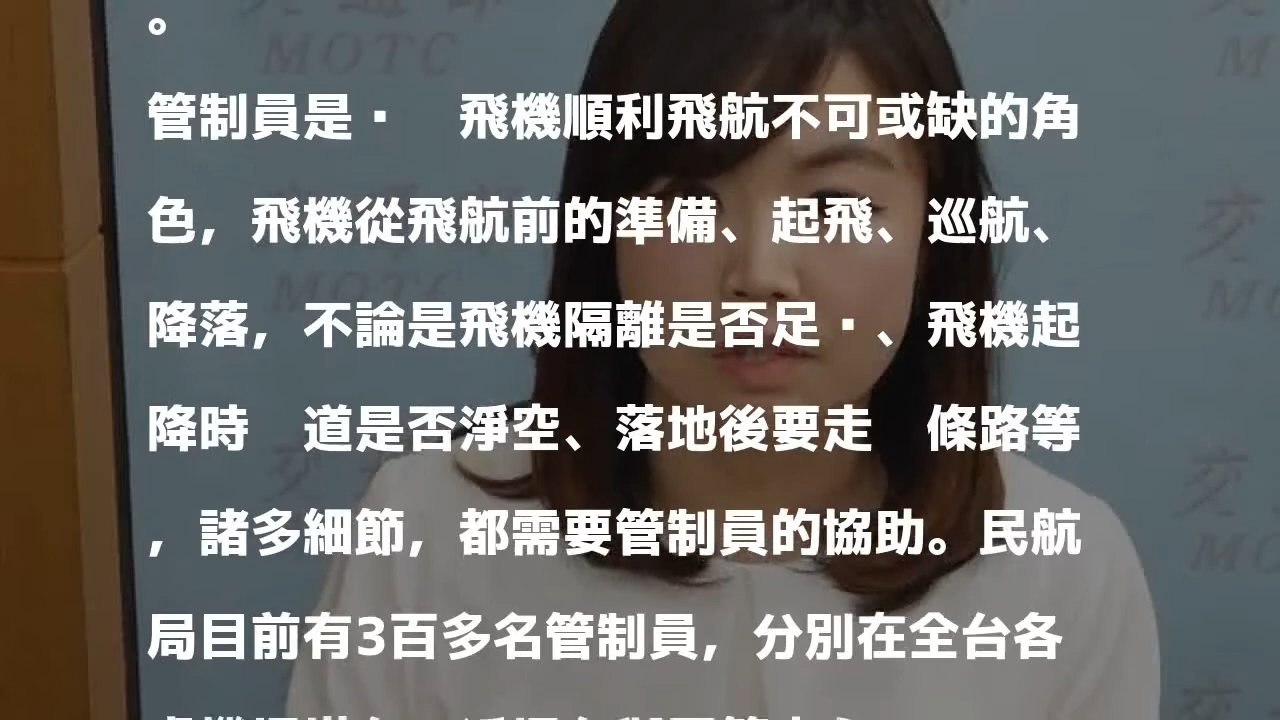 。
管制員是 飛機順利飛航不可或缺的角
色，飛機從飛航前的準備、起飛、巡航、
降落，不論是飛機隔離是否足 、飛機起
降時 道是否淨空、落地後要走 條路等
，諸多細節，都需要管制員的協助。民航
局目前有3百多名管制員，分別在全台各
MOTC
MOTC